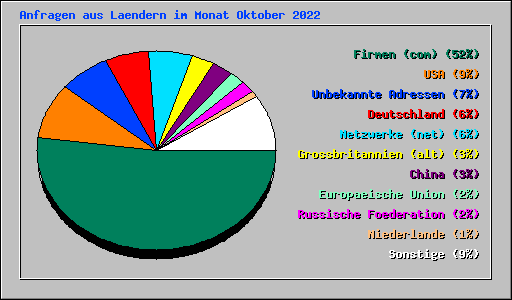 Anfragen aus Laendern im Monat Oktober 2022
Firmen (com) (52%)
USA (9%)
Unbekannte Adressen (7%)
Deutschland (6%)
Netzwerke (net) (6%)
Grossbritannien (alt) (3%)
China (3%)
Europaeische Union (2%)
Russische Foederation (2%)
Niederlande (1%)
Sonstige (9%)